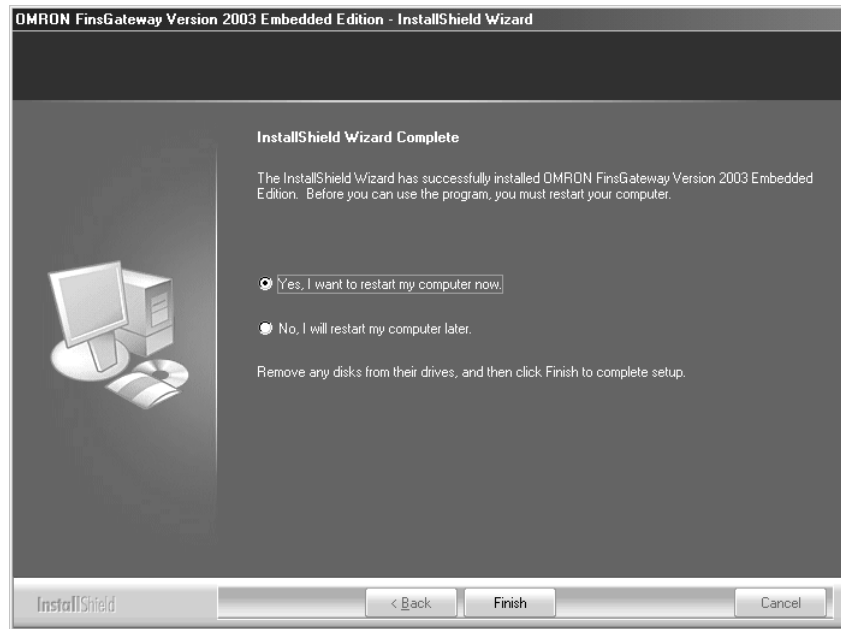 OMRON FinsGateway Version 2003 Embedded Edition - InstallShield Wizard
InstallShield Wizard Complete
The InstallShield Wizard has successfully installed OMRON FinsGateway Version 2003 Embedded
Edition. Before you can use the program, you must restart your computer.
Yes, I want to restart my computer now.
No, I will restart my computer later.
Remove any disks from their drives, and then click Finish to complete setup.
InstallShield
< Back
Finish
Cancel